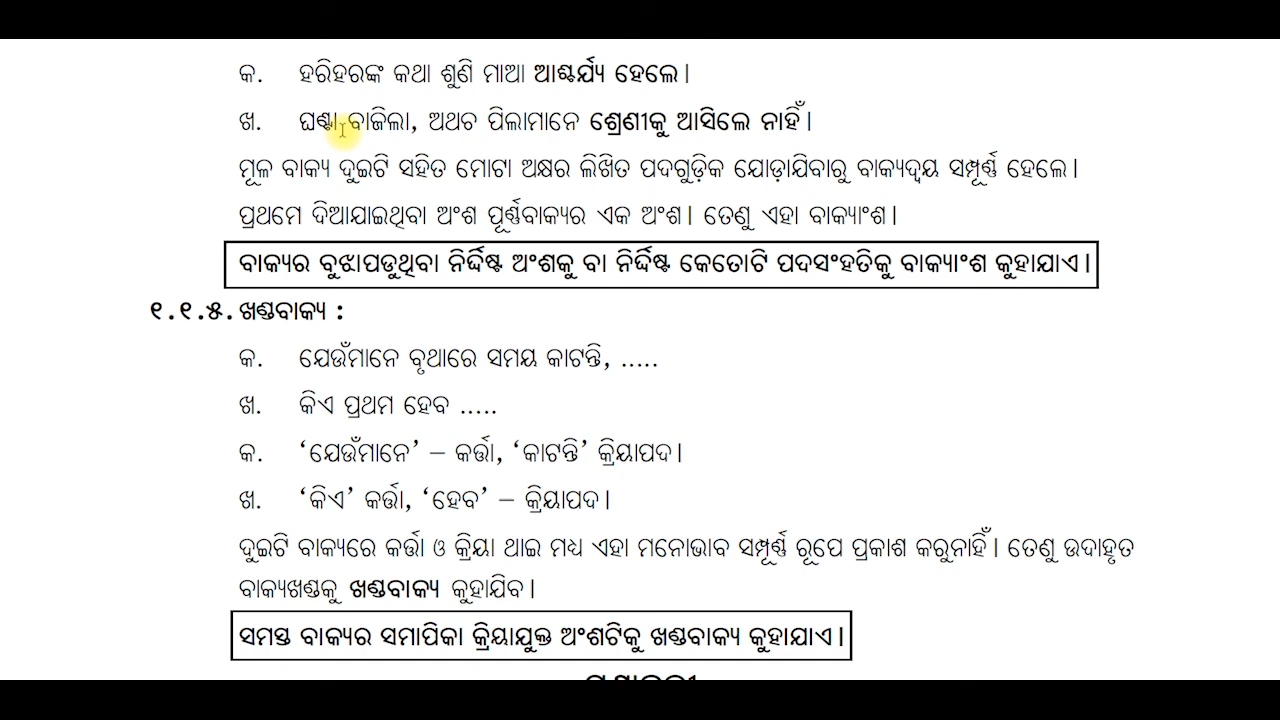 କ. ହରିହରଙ୍କ କଥା ଶୁଣି ମାଆ ଆଶ୍ଚର୍ଯ୍ୟ ହେଲେ।
ଖ. ଘଣ୍ଟା ବାଜିଲା, ଅଥଚ ପିଲାମାନେ ଶ୍ରେଣୀକୁ ଆସିଲେ ନାହିଁ।
ମୂଳ ବାକ୍ୟ ଦୁଇଟି ସହିତ ମୋଟା ଅକ୍ଷର ଲିଖିତ ପଦଗୁଡ଼ିକ ଯୋଡ଼ାଯିବାରୁ ବାକ୍ୟଦ୍ୱୟ ସମ୍ପୂର୍ଣ୍ଣ ହେଲେ।
ପ୍ରଥମେ ଦିଆଯାଇଥିବା ଅଂଶ ପୂର୍ଣ୍ଣବାକ୍ୟର ଏକ ଅଂଶ। ତେଣୁ ଏହା ବାକ୍ୟାଂଶ।
ବାକ୍ୟର ବୁଝାପଡୁଥିବା ନିର୍ଦ୍ଦିଷ୍ଟ ଅଂଶକୁ ବା ନିର୍ଦ୍ଦିଷ୍ଟ କେତୋଟି ପଦସଂହତିକୁ ବାକ୍ୟାଂଶ କୁହାଯାଏ।
୧.୧.୫. ଖଣ୍ଡବାକ୍ୟ :
କ. ଯେଉଁମାନେ ବୃଥାରେ ସମୟ କାଟନ୍ତି, .....
ଖ. କିଏ ପ୍ରଥମ ହେବ .....
କ. ‘ଯେଉଁମାନେ’ – କର୍ତ୍ତା, ‘କାଟନ୍ତି’ କ୍ରିୟାପଦ।
ଖ. ‘କିଏ’ କର୍ତ୍ତା, ‘ହେବ’ – କ୍ରିୟାପଦ।
ଦୁଇଟି ବାକ୍ୟରେ କର୍ତ୍ତା ଓ କ୍ରିୟା ଥାଇ ମଧ୍ୟ ଏହା ମନୋଭାବ ସମ୍ପୂର୍ଣ୍ଣ ରୂପେ ପ୍ରକାଶ କରୁନାହିଁ। ତେଣୁ ଉଦାହୃତ
ବାକ୍ୟଖଣ୍ଡକୁ ଖଣ୍ଡବାକ୍ୟ କୁହାଯିବ।
ସମସ୍ତ ବାକ୍ୟର ସମାପିକା କ୍ରିୟାଯୁକ୍ତ ଅଂଶଟିକୁ ଖଣ୍ଡବାକ୍ୟ କୁହାଯାଏ।